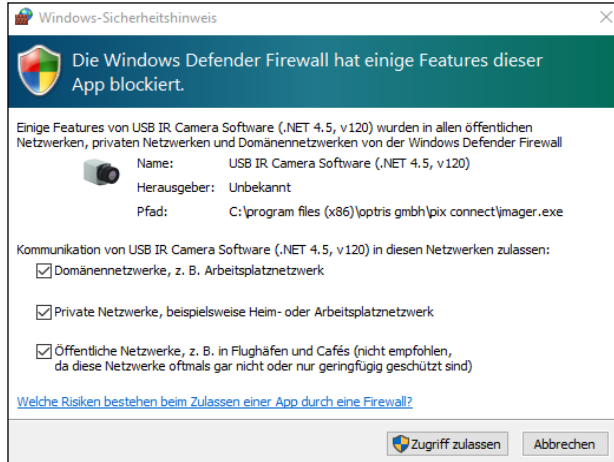 Windows-Sicherheitshinweis
Die Windows Defender Firewall hat einige Features dieser
App blockiert.
Einige Features von USB IR Camera Software (.NET 4.5, v120) wurden in allen öffentlichen
Netzwerken, privaten Netzwerken und Domänennetzwerken von der Windows Defender Firewall
Name: USB IR Camera Software (.NET 4.5, v120)
Herausgeber: Unbekannt
Pfad: C:\program files (x86)\optris gmbh\pix connect\imager.exe
Kommunikation von USB IR Camera Software (.NET 4.5, v120) in diesen Netzwerken zulassen:
Domänennetzwerke, z. B. Arbeitsplatznetzwerk
Private Netzwerke, beispielsweise Heim- oder Arbeitsplatznetzwerk
Öffentliche Netzwerke, z. B. in Flughäfen und Cafés (nicht empfohlen,
da diese Netzwerke oftmals gar nicht oder nur geringfügig geschützt sind)
Welche Risiken bestehen beim Zulassen einer App durch eine Firewall?
Zugriff zulassen Abbrechen